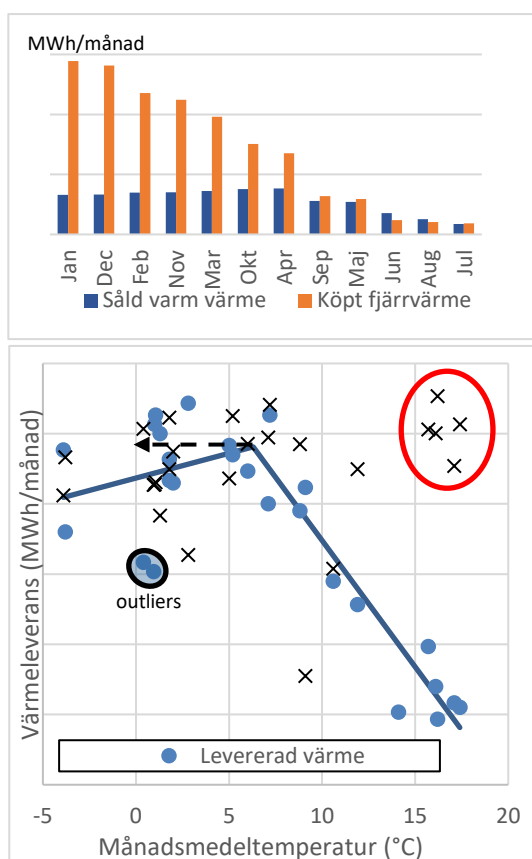 MWh/månad
Jan Dec Feb Nov Mar Okt Apr Sep Maj Jun Aug Jul
Såld varm värme Köpt fjärrvärme
Värmeleverans (MWh/månad)
outliers
Levererad värme
-5 0 5 10 15 20
Månadsmedeltemperatur (°C)